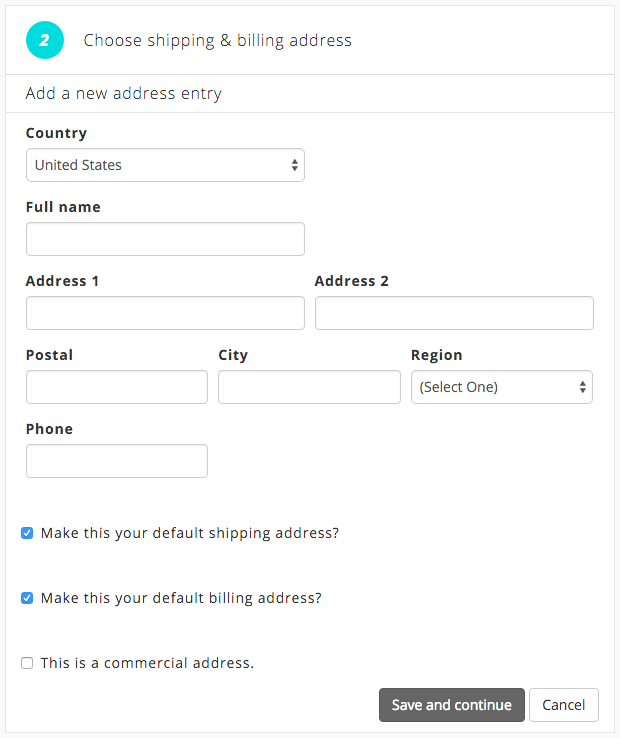 2 Choose shipping & billing address
Add a new address entry
Country
United States
Full name
Address 1 Address 2
Postal City Region
(Select One)
Phone
Make this your default shipping address?
Make this your default billing address?
This is a commercial address.
Save and continue Cancel